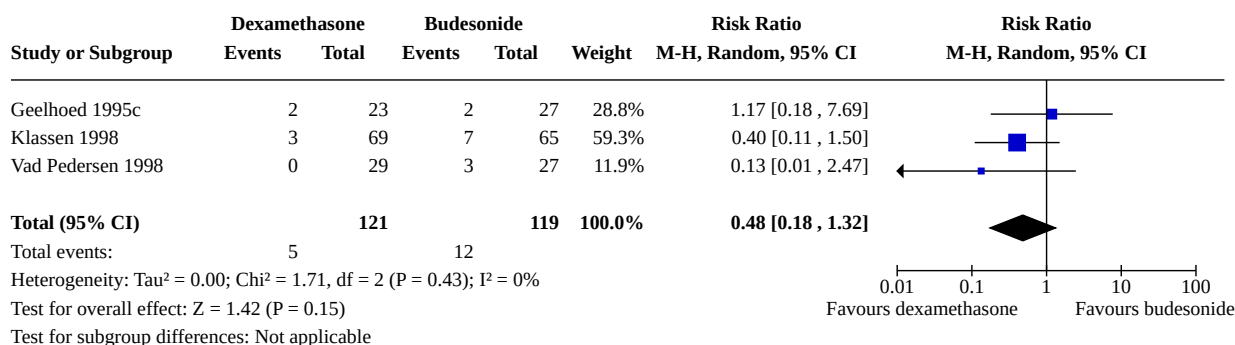 Dexamethasone Budesonide Risk Ratio Risk Ratio
Study or Subgroup Events Total Events Total Weight M-H, Random, 95% CI M-H, Random, 95% CI
Geelhoed 1995c 2 23 2 27 28.8% 1.17 [0.18 , 7.69]
Klassen 1998 3 69 7 65 59.3% 0.40 [0.11 , 1.50]
Vad Pedersen 1998 0 29 3 27 11.9% 0.13 [0.01 , 2.47]
Total (95% CI) 121 119 100.0% 0.48 [0.18 , 1.32]
Total events: 5 12
Heterogeneity: Tau² = 0.00; Chi² = 1.71, df = 2 (P = 0.43); I² = 0%
0.01 0.1 1 10 100
Test for overall effect: Z = 1.42 (P = 0.15)
Favours dexamethasone Favours budesonide
Test for subgroup differences: Not applicable